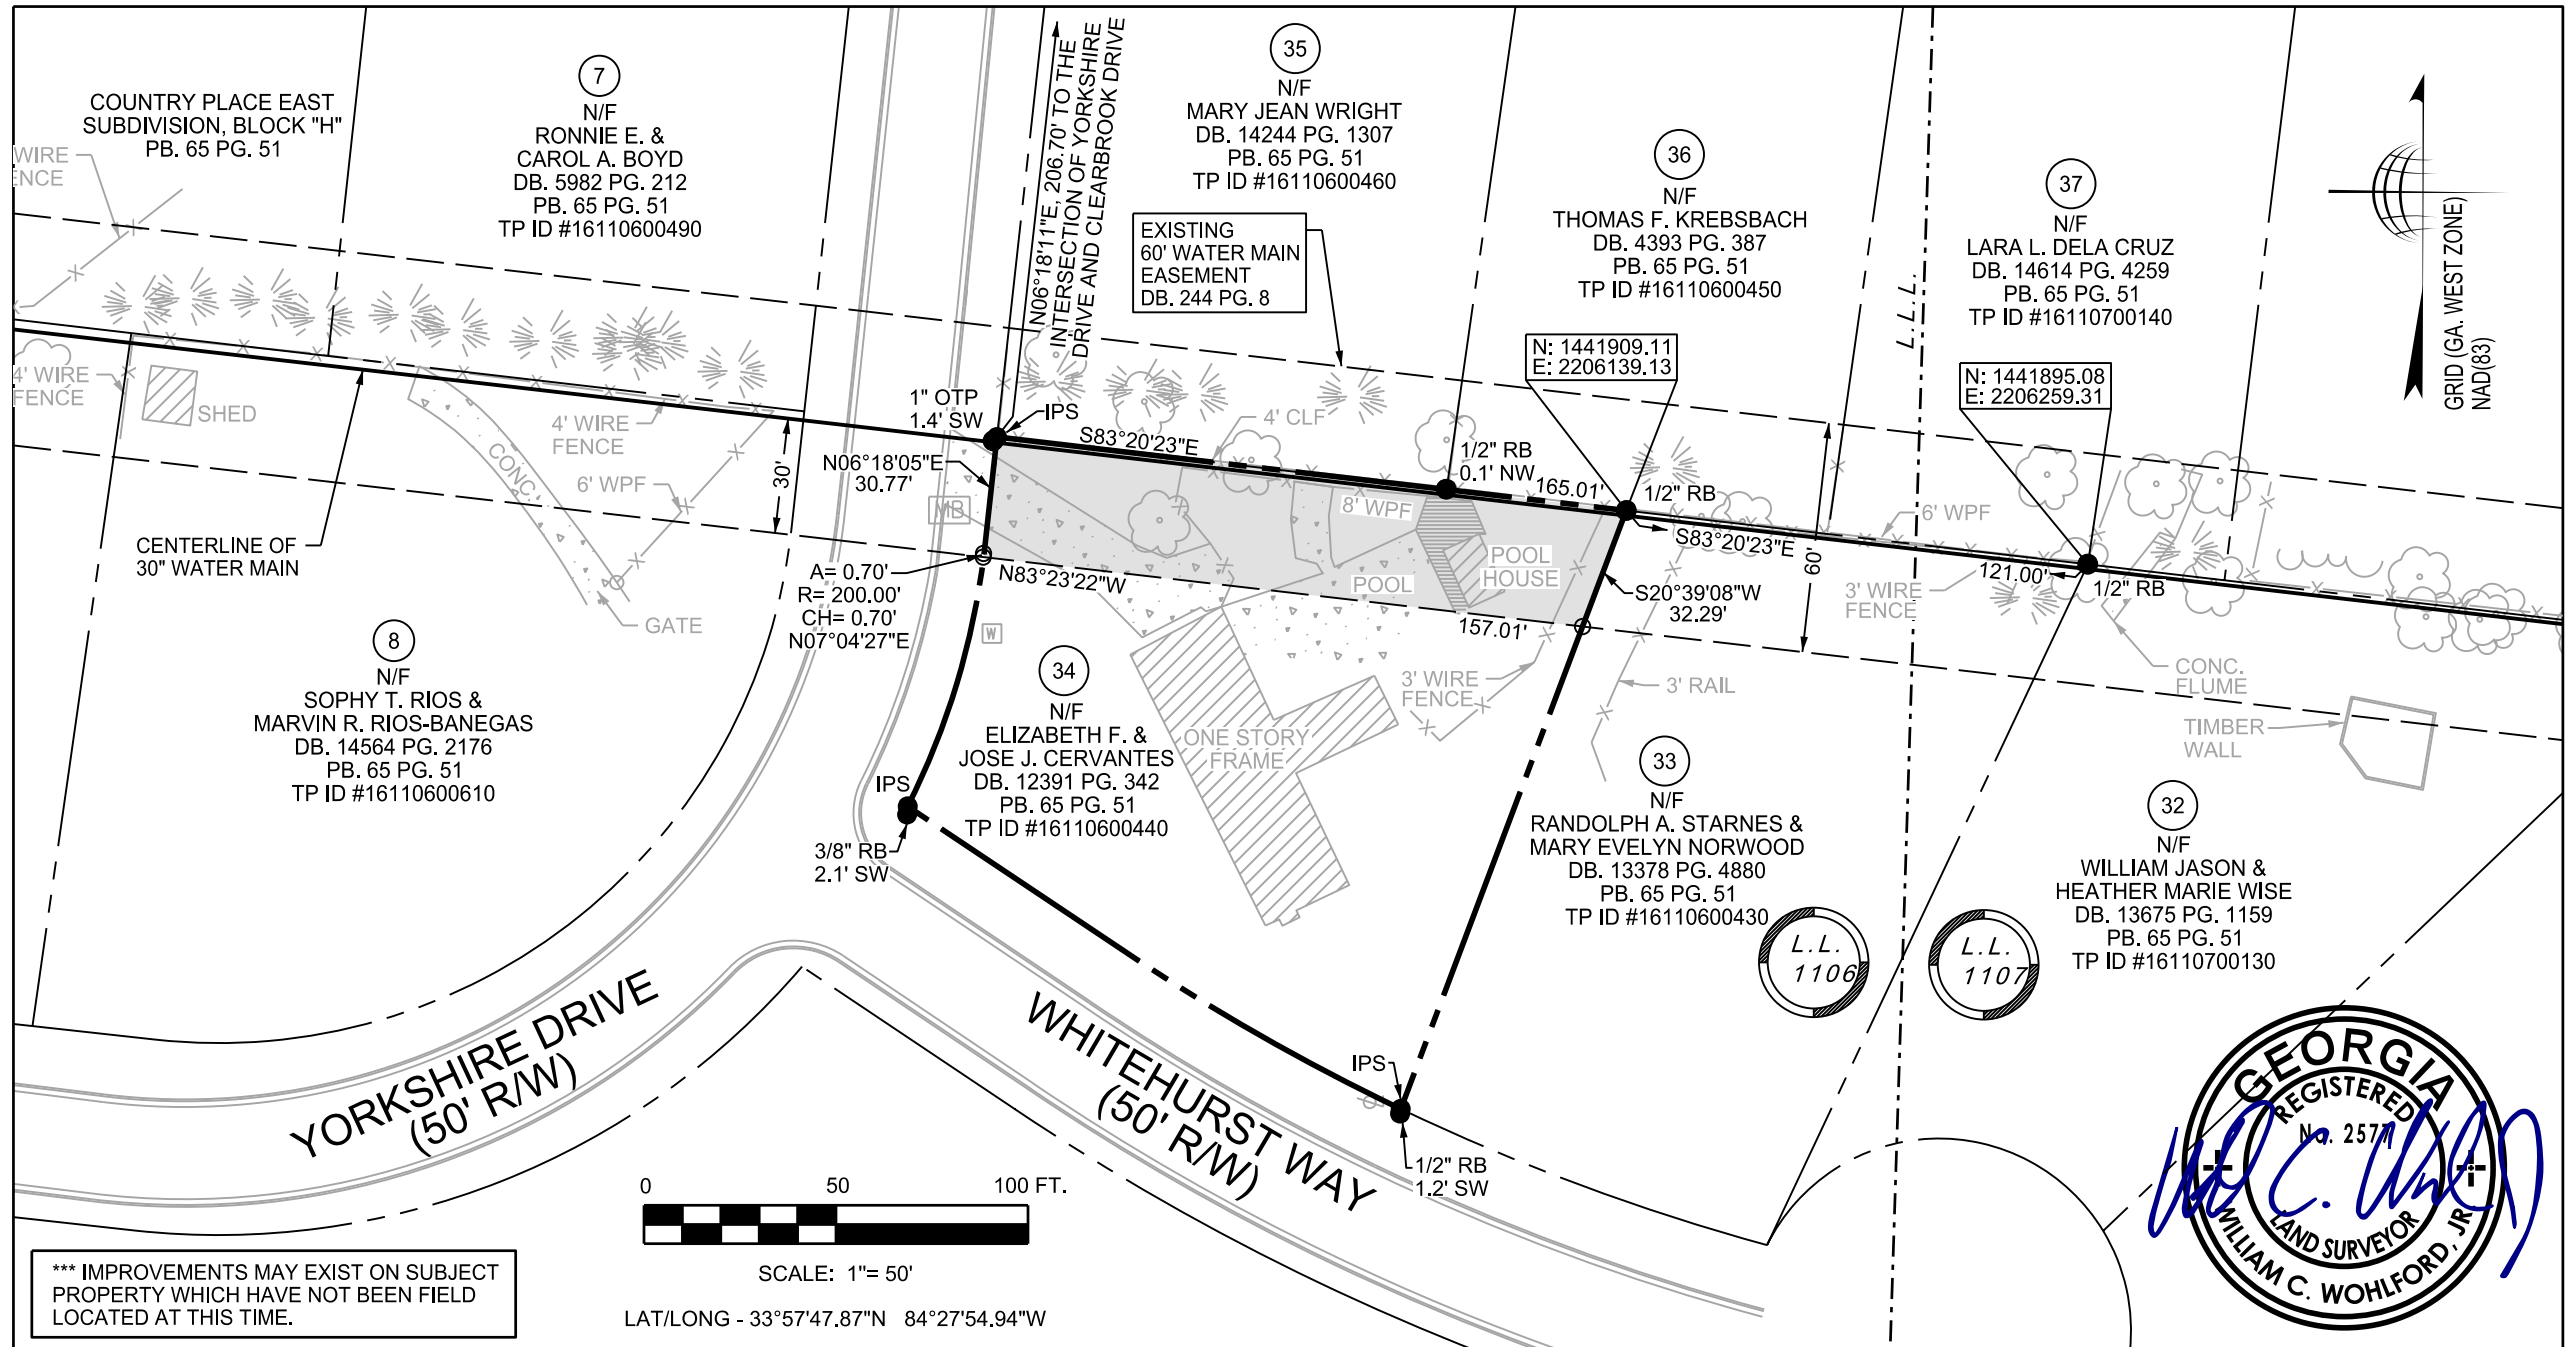 COUNTRY PLACE EAST
SUBDIVISION, BLOCK "H"
PB. 65 PG. 51
WIRE
ENCE
7
N/F
RONNIE E. &
CAROL A. BOYD
DB. 5982 PG. 212
PB. 65 PG. 51
TP ID #16110600490
N06°18'11"E, 206.70' TO THE
INTERSECTION OF YORKSHIRE
DRIVE AND CLEARBROOK DRIVE
35
N/F
MARY JEAN WRIGHT
DB. 14244 PG. 1307
PB. 65 PG. 51
TP ID #16110600460
EXISTING
60' WATER MAIN
EASEMENT
DB. 244 PG. 8
36
N/F
THOMAS F. KREBSBACH
DB. 4393 PG. 387
PB. 65 PG. 51
TP ID #16110600450
L.L.L.
37
N/F
LARA L. DELA CRUZ
DB. 14614 PG. 4259
PB. 65 PG. 51
TP ID #16110700140
GRID (GA. WEST ZONE)
NAD(83)
N: 1441909.11
E: 2206139.13
N: 1441895.08
E: 2206259.31
4' WIRE
FENCE
SHED
4' WIRE
FENCE
6' WPF
CONC.
GATE
30'
CENTERLINE OF
30" WATER MAIN
1" OTP
1.4' SW
IPS
S83°20'23"E
4' CLF
1/2" RB
0.1' NW
165.01'
1/2" RB
S83°20'23"E
6' WPF
N06°18'05"E
30.77'
MB
8' WPF
POOL
POOL
HOUSE
60'
121.00'
1/2" RB
3' WIRE
FENCE
S20°39'08"W
32.29'
A= 0.70'
R= 200.00'
CH= 0.70'
N07°04'27"E
N83°23'22"W
157.01'
W
3' WIRE
FENCE
3' RAIL
CONC.
FLUME
TIMBER
WALL
8
N/F
SOPHY T. RIOS &
MARVIN R. RIOS-BANEGAS
DB. 14564 PG. 2176
PB. 65 PG. 51
TP ID #16110600610
34
N/F
ELIZABETH F. &
JOSE J. CERVANTES
DB. 12391 PG. 342
PB. 65 PG. 51
TP ID #16110600440
ONE STORY
FRAME
IPS
3/8" RB
2.1' SW
33
N/F
RANDOLPH A. STARNES &
MARY EVELYN NORWOOD
DB. 13378 PG. 4880
PB. 65 PG. 51
TP ID #16110600430
32
N/F
WILLIAM JASON &
HEATHER MARIE WISE
DB. 13675 PG. 1159
PB. 65 PG. 51
TP ID #16110700130
L.L.
1106
L.L.
1107
YORKSHIRE DRIVE
(50' R/W)
WHITEHURST WAY
(50' R/W)
IPS
1/2" RB
1.2' SW
0 50 100 FT.
SCALE: 1"= 50'
LAT/LONG - 33°57'47.87"N 84°27'54.94"W
*** IMPROVEMENTS MAY EXIST ON SUBJECT
PROPERTY WHICH HAVE NOT BEEN FIELD
LOCATED AT THIS TIME.
GEORGIA
REGISTERED
NO. 2577
LAND SURVEYOR
WILLIAM C. WOHLFORD, JR.